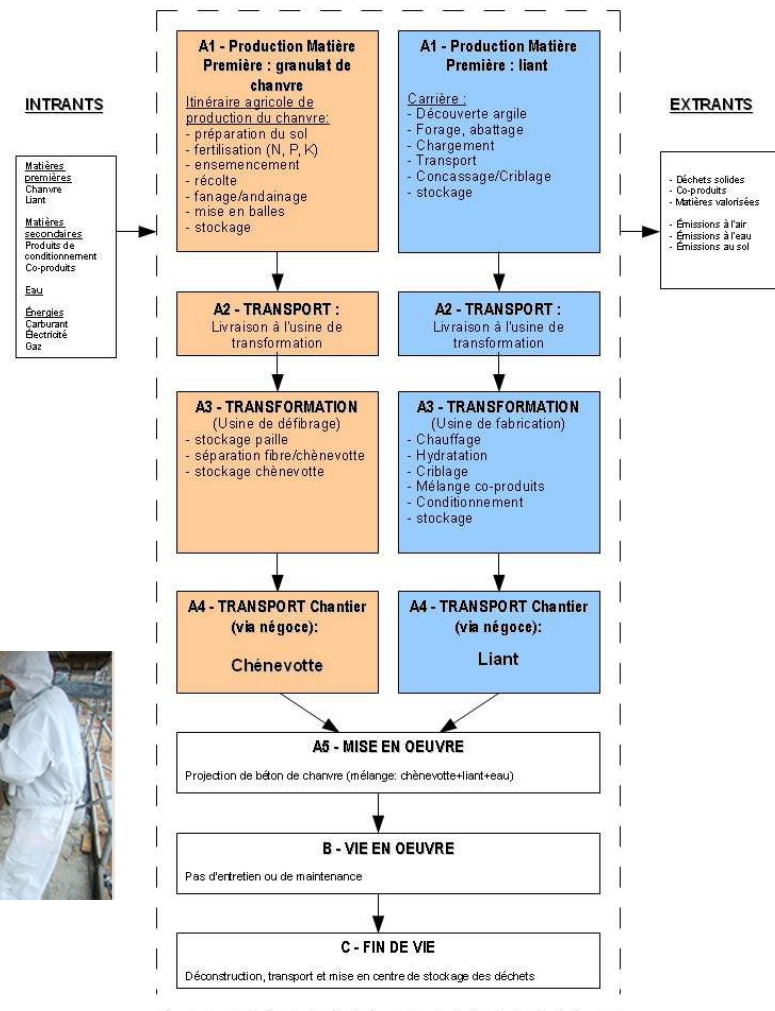 INTRANTS
Matières
premières
Chanvre
Liant
Matières
secondaires
Produits de
conditionnement
Co-produits
Eau
Énergies
Carburant
Électricité
Gaz
A1 - Production Matière
Première : granulat de
chanvre
Itinéraire agricole de
production du chanvre:
- préparation du sol
- fertilisation (N, P, K)
- ensemencement
- récolte
- fanage/andainage
- mise en balles
- stockage
A1 - Production Matière
Première : liant
Carrière :
- Découverte argile
- Forage, abattage
- Chargement
- Transport
- Concassage/Criblage
- stockage
EXTRANTS
- Déchets solides
- Co-produits
- Matières valorisées
- Émissions à l'air
- Émissions à l'eau
- Émissions au sol
A2 - TRANSPORT :
Livraison à l'usine de
transformation
A2 - TRANSPORT :
Livraison à l'usine de
transformation
A3 - TRANSFORMATION
(Usine de défibrage)
- stockage paille
- séparation fibre/chènevotte
- stockage chènevotte
A3 - TRANSFORMATION
(Usine de fabrication)
- Chauffage
- Hydratation
- Criblage
- Mélange co-produits
- Conditionnement
- stockage
A4 - TRANSPORT Chantier
(via négoce):
Chènevotte
A4 - TRANSPORT Chantier
(via négoce):
Liant
A5 - MISE EN OEUVRE
Projection de béton de chanvre (mélange: chènevotte+liant+eau)
B - VIE EN OEUVRE
Pas d'entretien ou de maintenance
C - FIN DE VIE
Déconstruction, transport et mise en centre de stockage des déchets